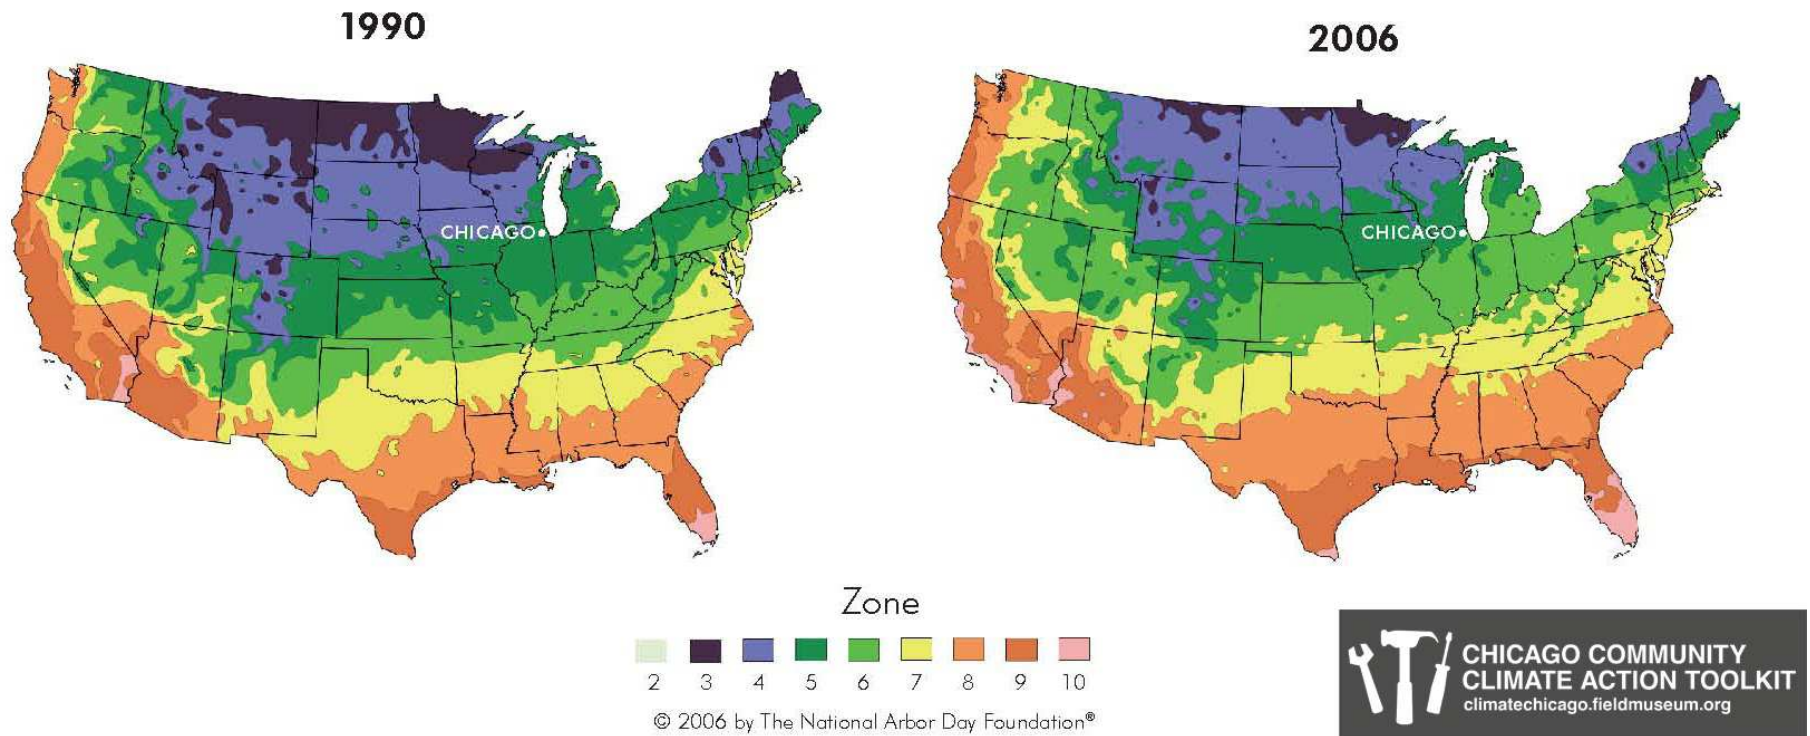 1990
2006
CHICAGO
CHICAGO
Zone
2 3 4 5 6 7 8 9 10
© 2006 by The National Arbor Day Foundation®
CHICAGO COMMUNITY
CLIMATE ACTION TOOLKIT
climatechicago.fieldmuseum.org